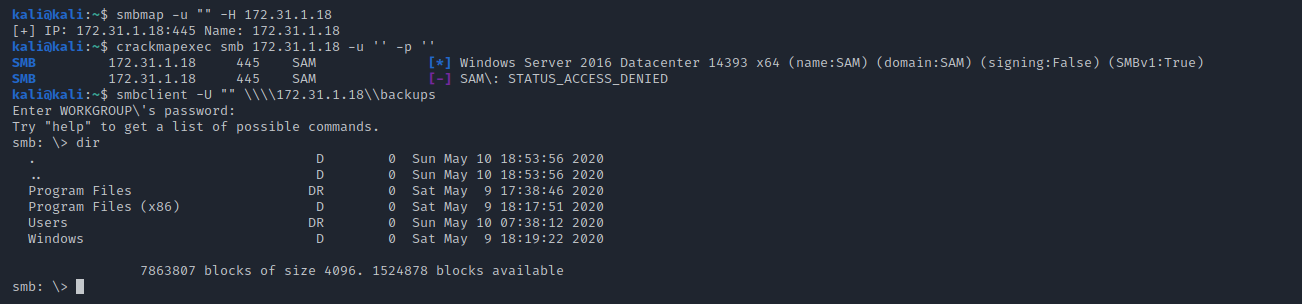 kali@kali:~$ smbmap -u "" -H 172.31.1.18
[+] IP: 172.31.1.18:445 Name: 172.31.1.18
kali@kali:~$ crackmapexec smb 172.31.1.18 -u '' -p ''
SMB         172.31.1.18     445    SAM              [*] Windows Server 2016 Datacenter 14393 x64 (name:SAM) (domain:SAM) (signing:False) (SMBv1:True)
SMB         172.31.1.18     445    SAM              [-] SAM\: STATUS_ACCESS_DENIED
kali@kali:~$ smbclient -U "" \\\\172.31.1.18\\backups
Enter WORKGROUP\'s password:
Try "help" to get a list of possible commands.
smb: \> dir
  .                                   D        0  Sun May 10 18:53:56 2020
  ..                                  D        0  Sun May 10 18:53:56 2020
  Program Files                      DR        0  Sat May  9 17:38:46 2020
  Program Files (x86)                 D        0  Sat May  9 18:17:51 2020
  Users                              DR        0  Sun May 10 07:38:12 2020
  Windows                             D        0  Sat May  9 18:19:22 2020
                7863807 blocks of size 4096. 1524878 blocks available
smb: \>